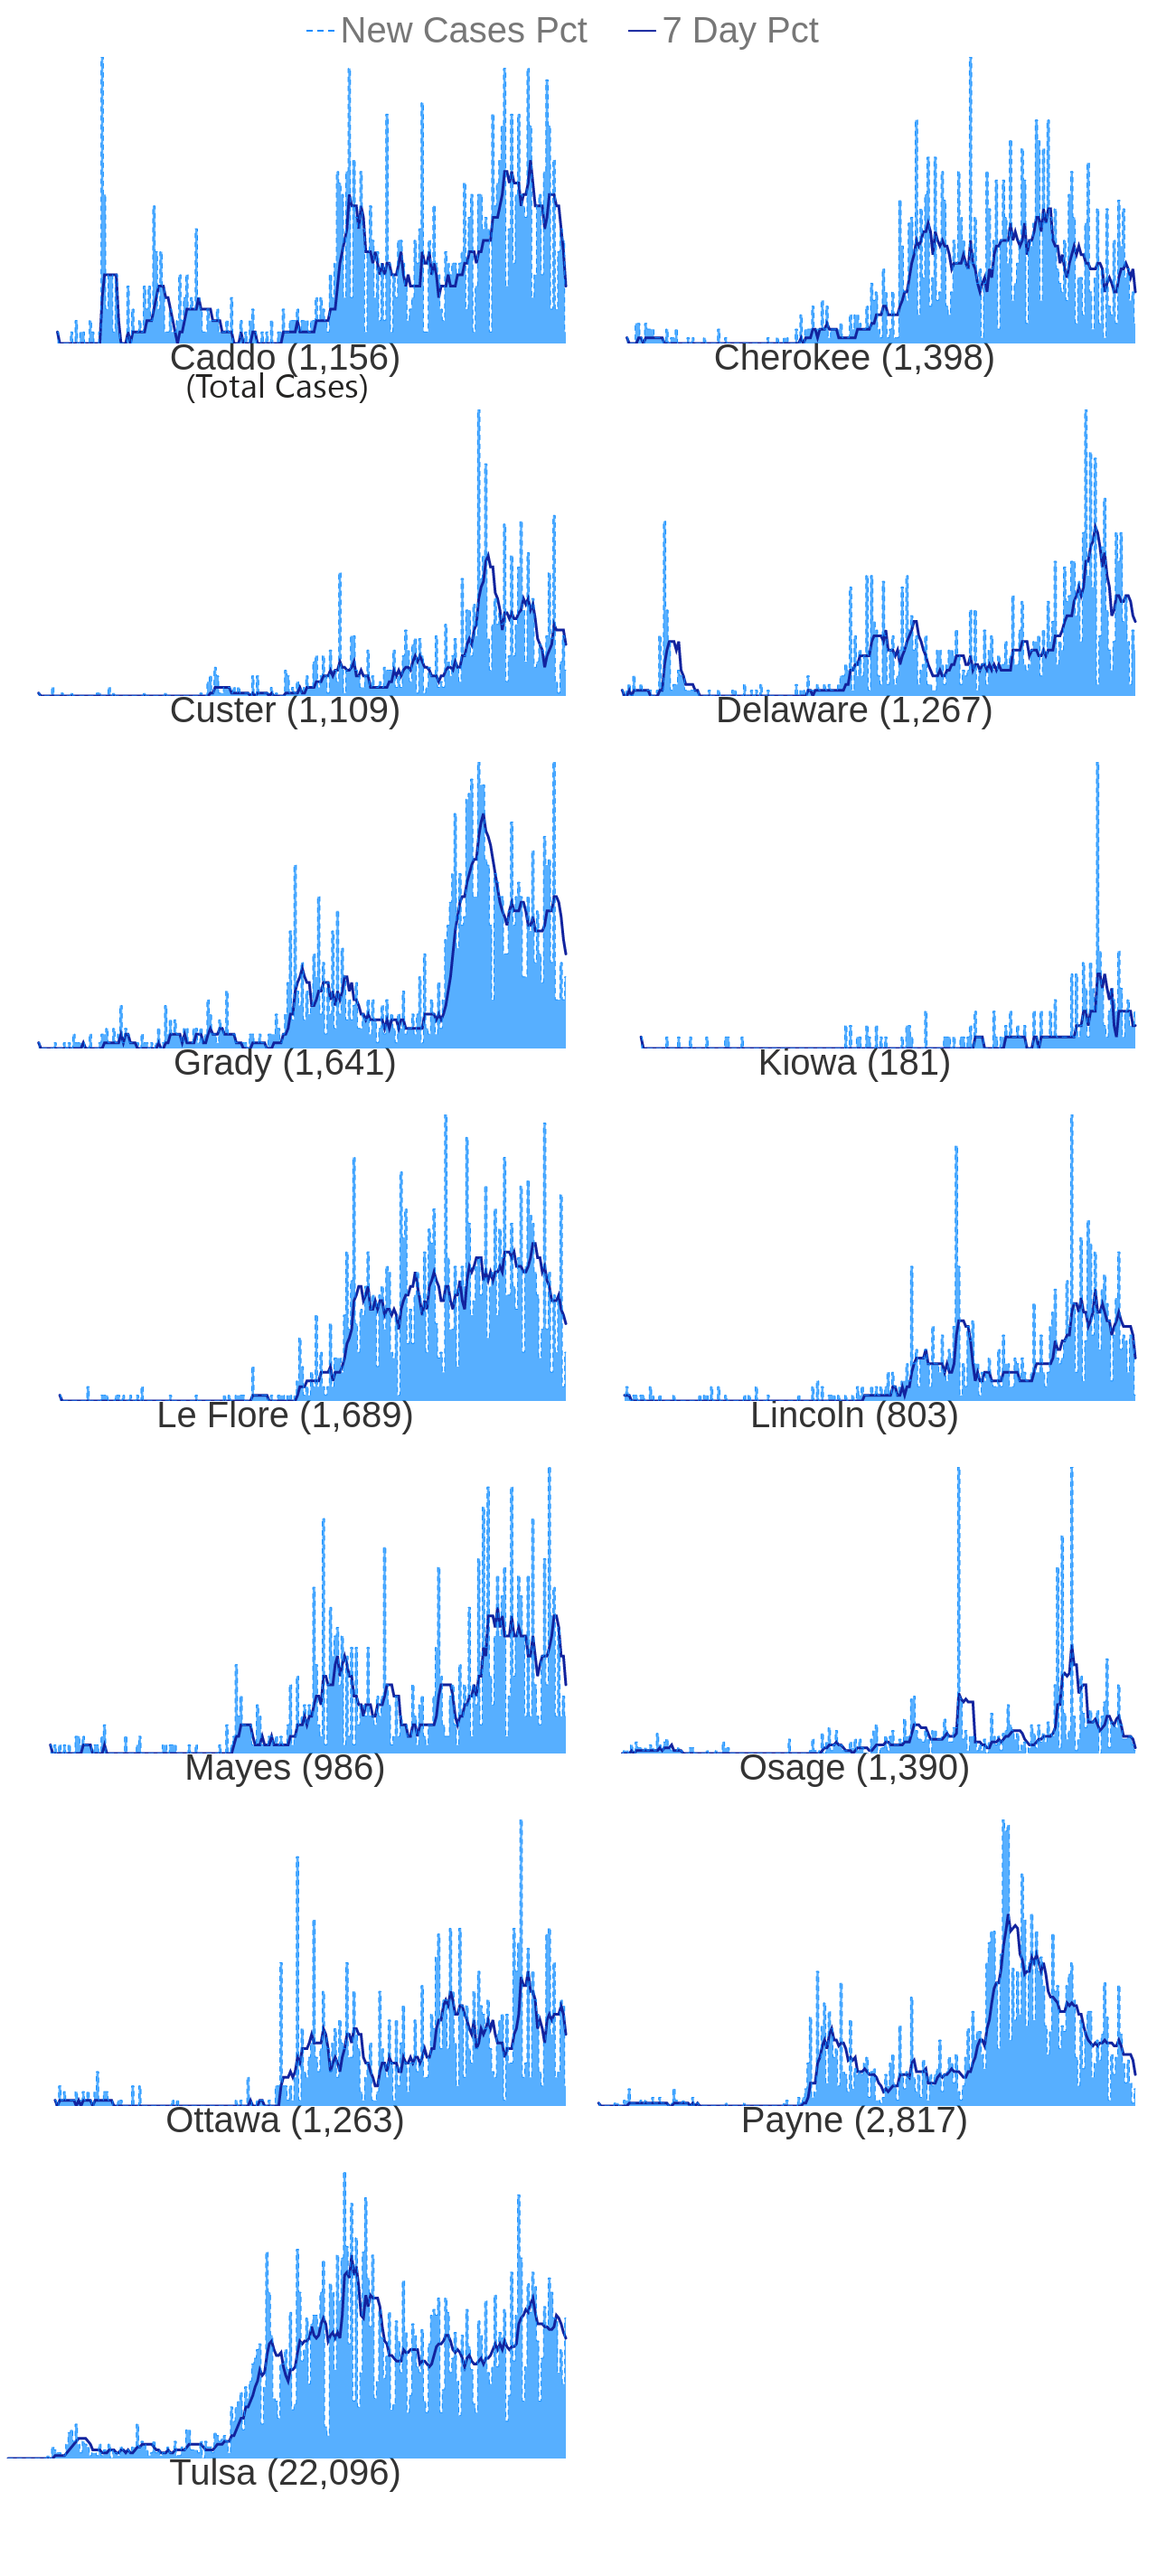 New Cases Pct 7 Day Pct
Caddo (1,156) Cherokee (1,398)
(Total Cases)
Custer (1,109) Delaware (1,267)
Grady (1,641) Kiowa (181)
Le Flore (1,689) Lincoln (803)
Mayes (986) Osage (1,390)
Ottawa (1,263) Payne (2,817)
Tulsa (22,096)